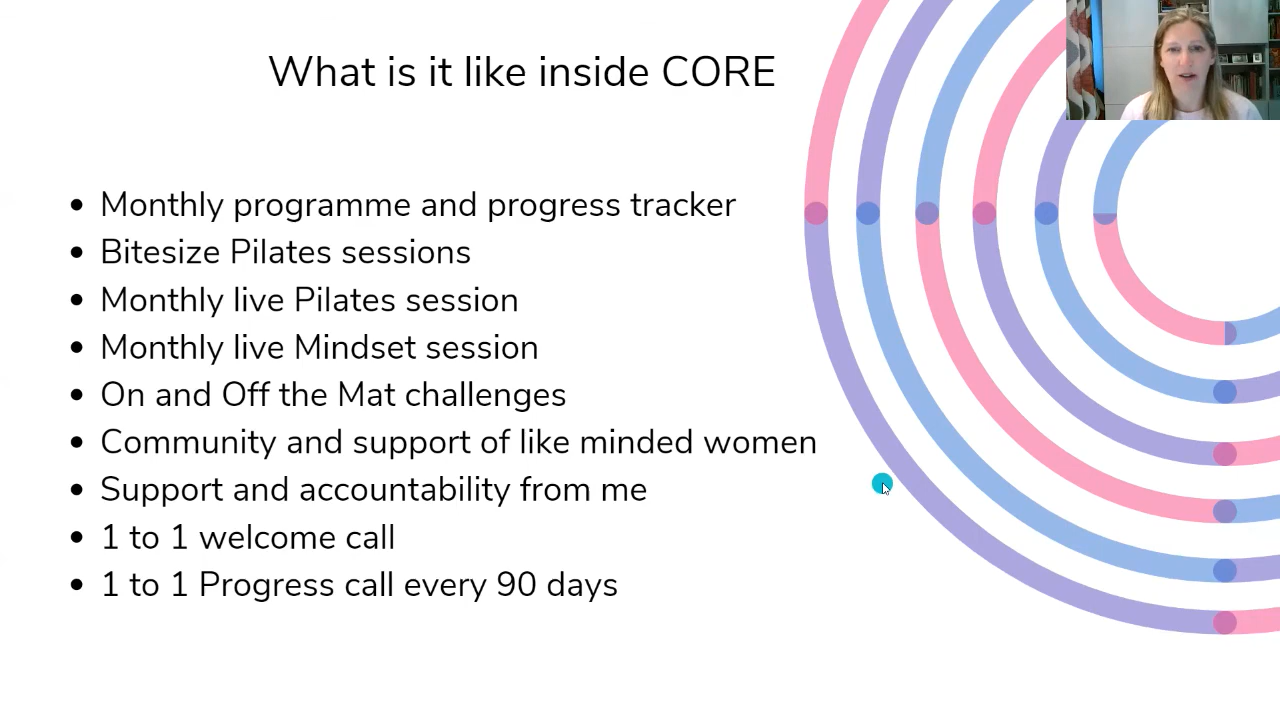 What is it like inside CORE
• Monthly programme and progress tracker
• Bitesize Pilates sessions
• Monthly live Pilates session
• Monthly live Mindset session
• On and Off the Mat challenges
• Community and support of like minded women
• Support and accountability from me
• 1 to 1 welcome call
• 1 to 1 Progress call every 90 days